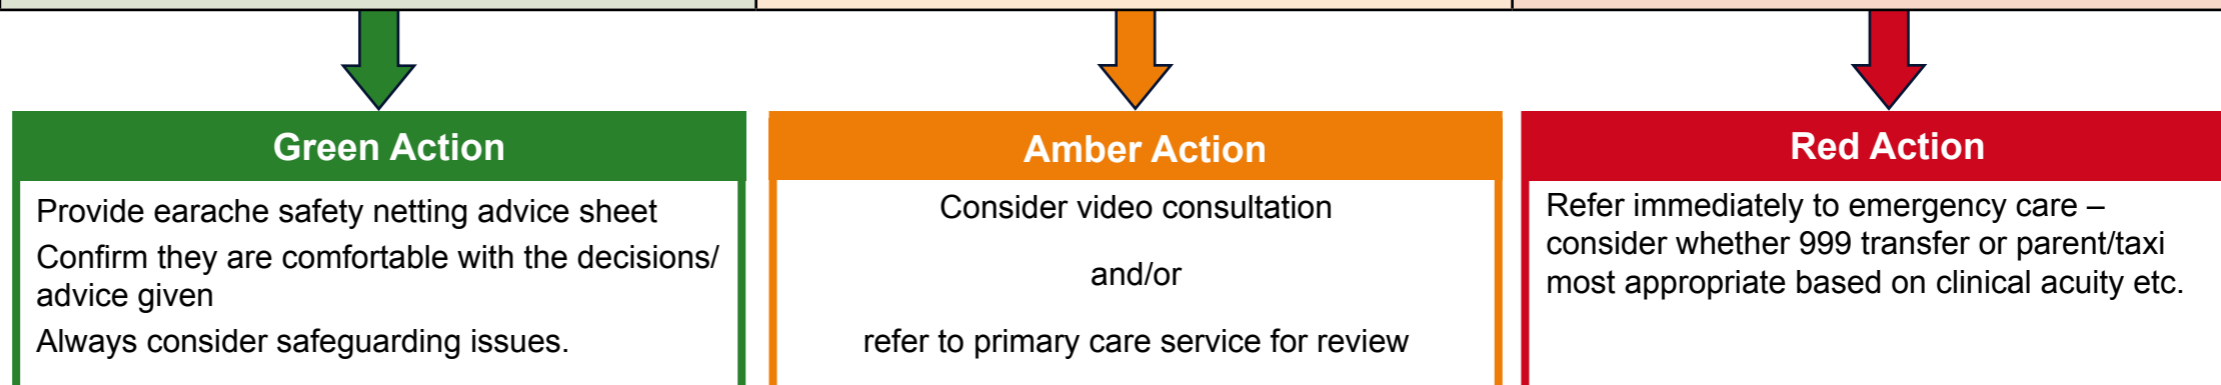 Green Action
Provide earache safety netting advice sheet
Confirm they are comfortable with the decisions/
advice given
Always consider safeguarding issues.
Amber Action
Consider video consultation
and/or
refer to primary care service for review
Red Action
Refer immediately to emergency care –
consider whether 999 transfer or parent/taxi
most appropriate based on clinical acuity etc.